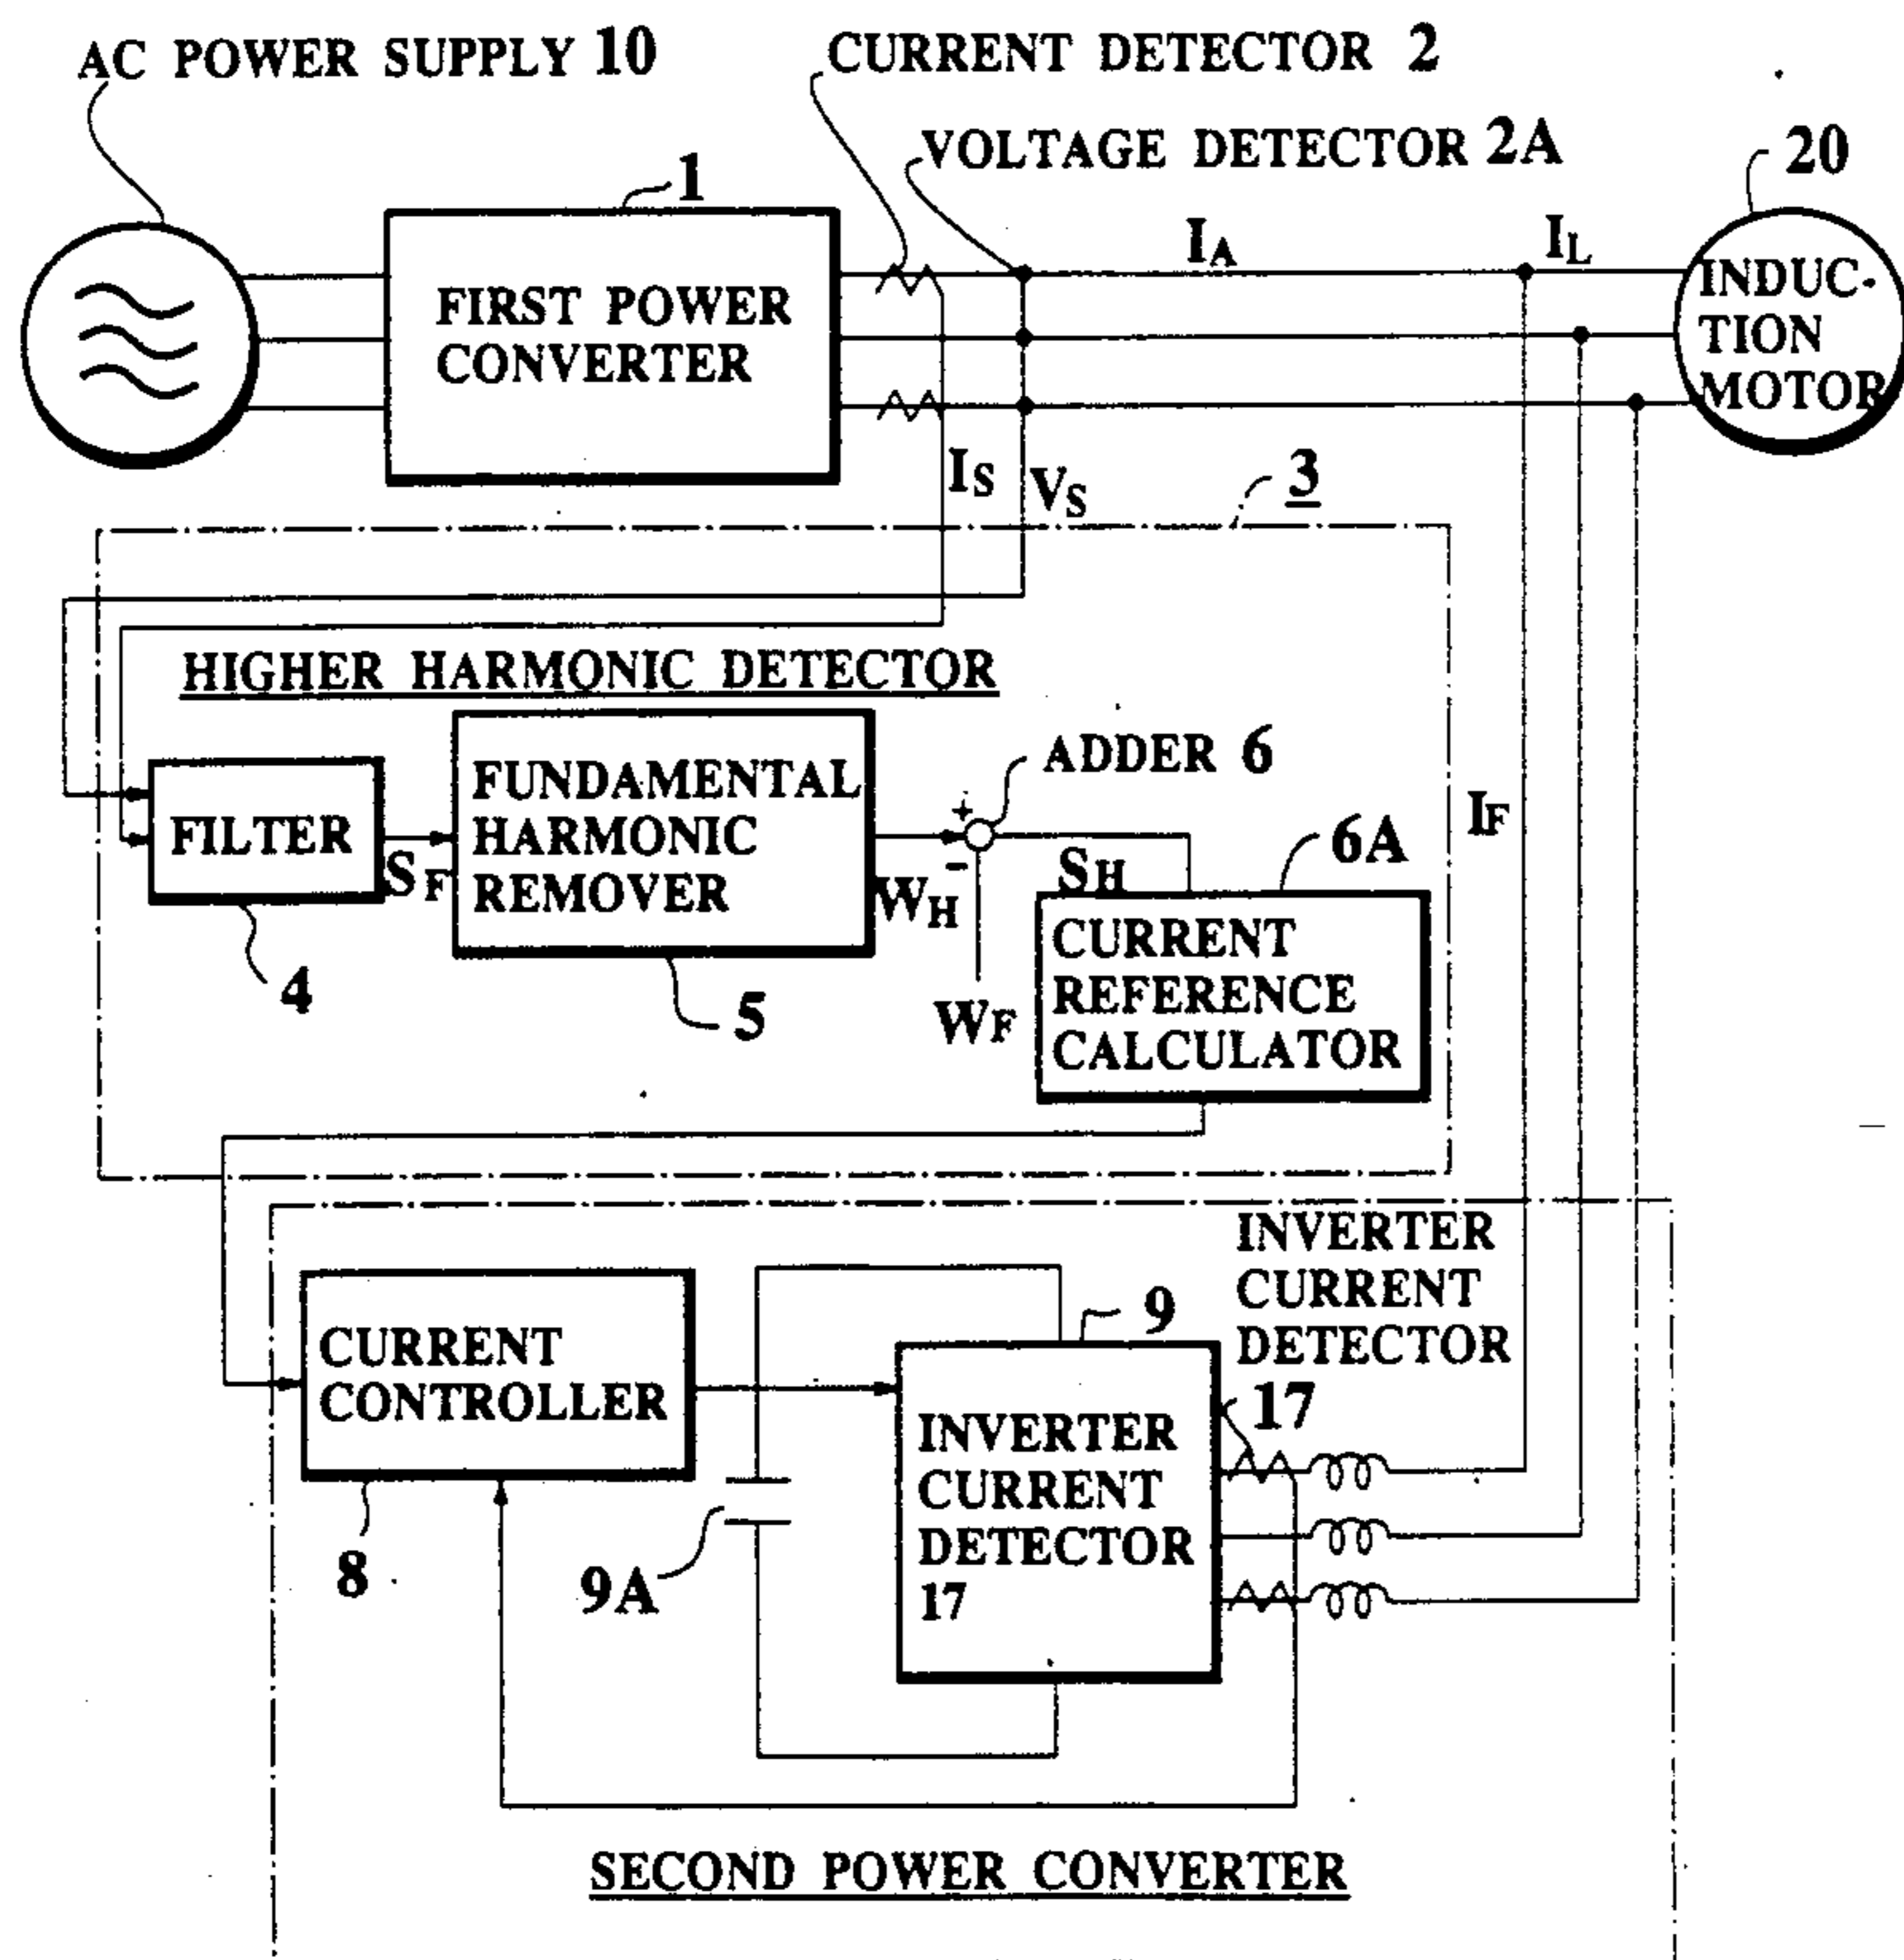 AC POWER SUPPLY 10
CURRENT DETECTOR 2
VOLTAGE DETECTOR 2A
20
1
IA
IL
FIRST POWER
CONVERTER
INDUC-
TION
MOTOR
IS
VS
3
HIGHER HARMONIC DETECTOR
ADDER 6
FILTER
SF
FUNDAMENTAL
HARMONIC
REMOVER
+
-
WH
SH
6A
IF
4
5
WF
CURRENT
REFERENCE
CALCULATOR
INVERTER
CURRENT
DETECTOR
17
9
CURRENT
CONTROLLER
8
9A
INVERTER
CURRENT
DETECTOR
17
SECOND POWER CONVERTER